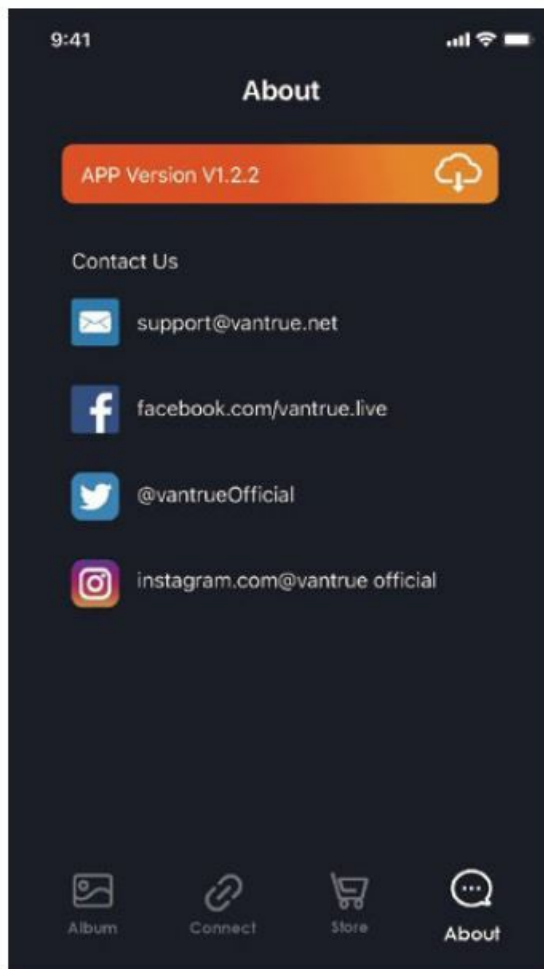 9:41
About
APP Version V1.2.2
Contact Us
support@vantrue.net
facebook.com/vantrue.live
@vantrueOfficial
instagram.com@vantrue official
Album
Connect
Store
About